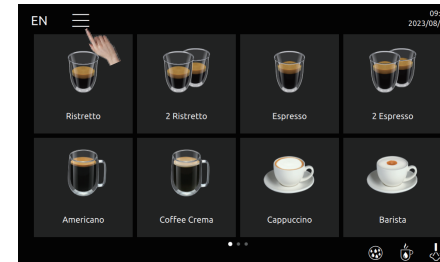 EN
09:
2023/08/
Ristretto
2 Ristretto
Espresso
2 Espresso
Americano
Coffee Crema
Cappuccino
Barista